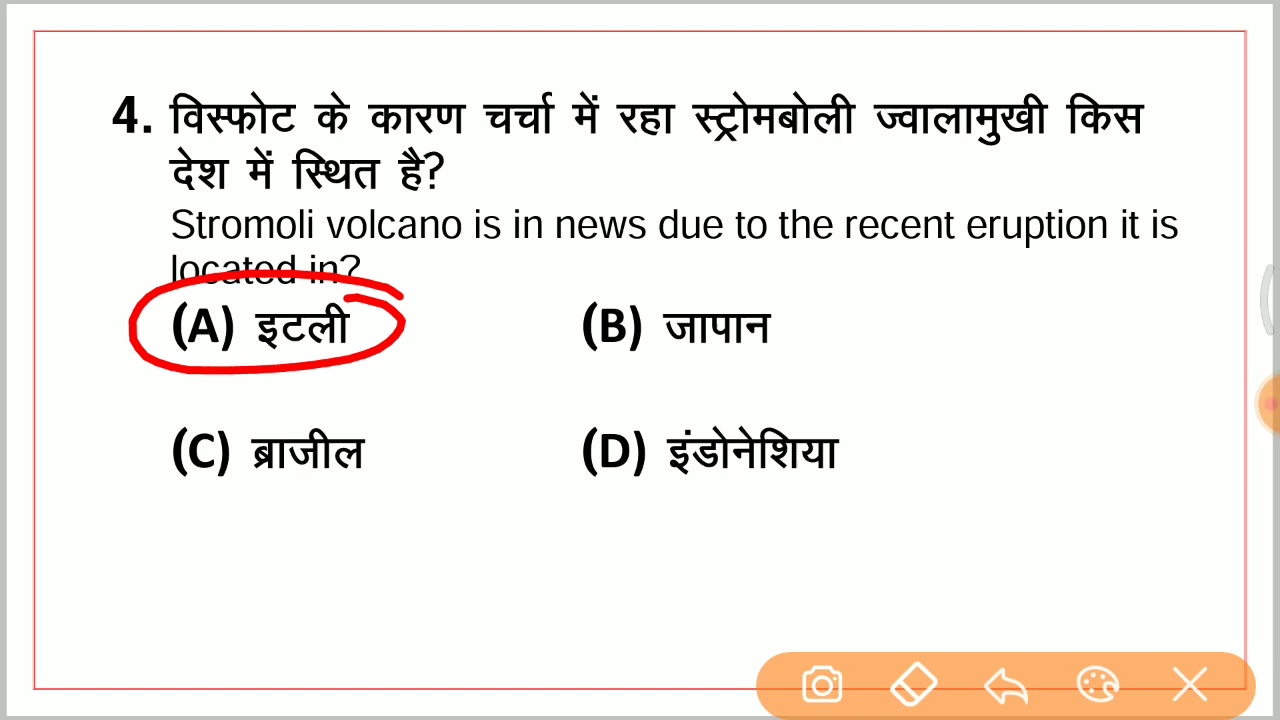 4. विस्फोट के कारण चर्चा में रहा स्ट्रोमबोली ज्वालामुखी किस
देश में स्थित है?
Stromoli volcano is in news due to the recent eruption it is
located in?
(A) इटली (B) जापान
(C) ब्राजील (D) इंडोनेशिया